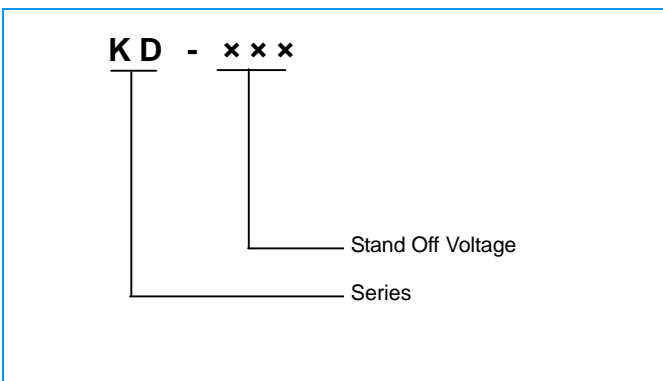 KD - ×××
Stand Off Voltage
Series